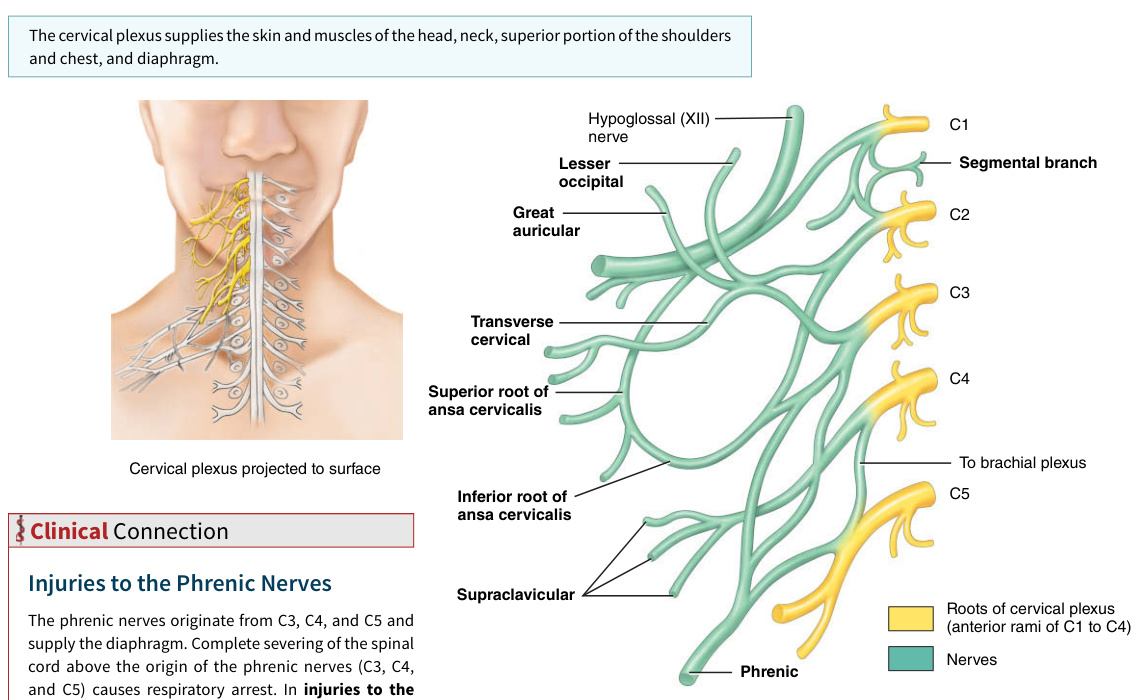 The cervical plexus supplies the skin and muscles of the head, neck, superior portion of the shoulders
and chest, and diaphragm.
Hypoglossal (XII)
nerve
Lesser
occipital
Great
auricular
Transverse
cervical
Superior root of
ansa cervicalis
Inferior root of
ansa cervicalis
Supraclavicular
C1
Segmental branch
C2
C3
C4
To brachial plexus
C5
Roots of cervical plexus
(anterior rami of C1 to C4)
Nerves
Phrenic
Cervical plexus projected to surface
Clinical Connection
Injuries to the Phrenic Nerves
The phrenic nerves originate from C3, C4, and C5 and
supply the diaphragm. Complete severing of the spinal
cord above the origin of the phrenic nerves (C3, C4,
and C5) causes respiratory arrest. In injuries to the